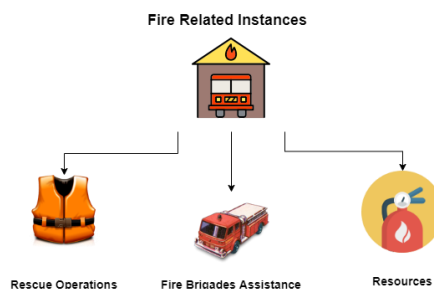 Fire Related Instances
Rescue Operations
Fire Brigades Assistance
Resources